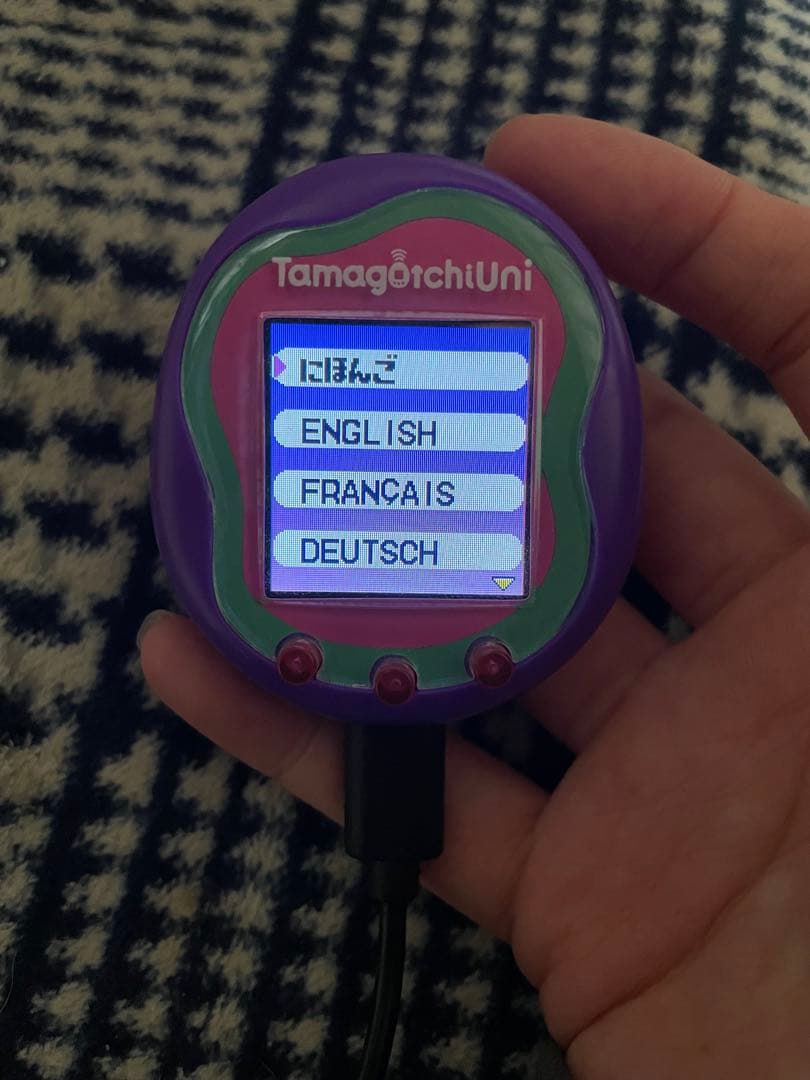 TamagotchiUni
にほんご
ENGLISH
FRANÇAIS
DEUTSCH